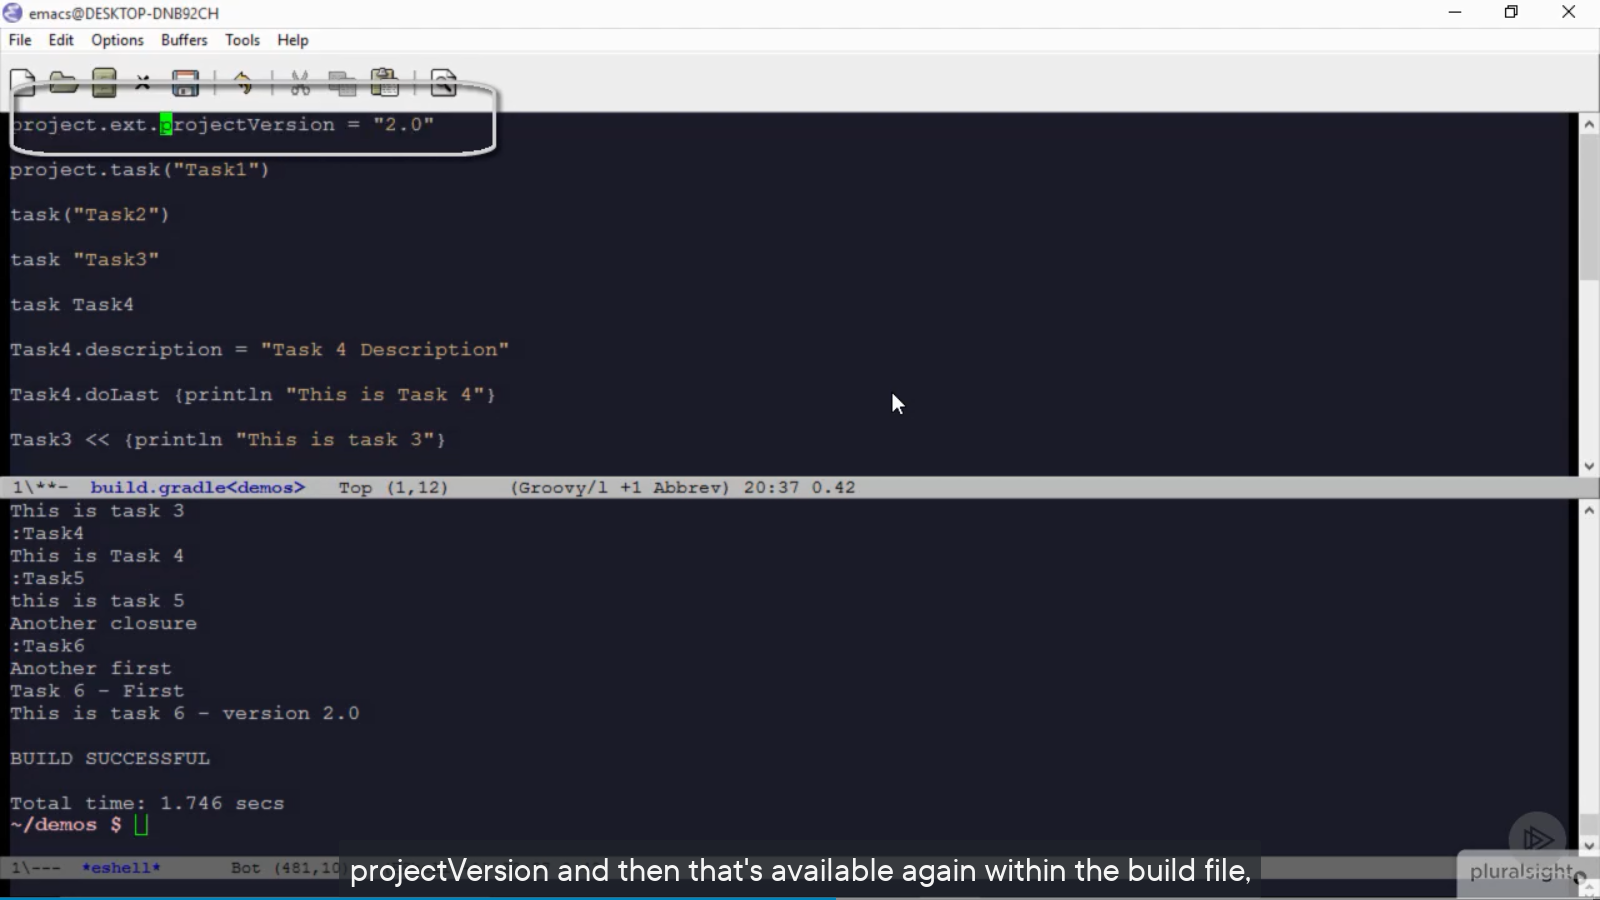 emacs@DESKTOP-DNB92CH
File Edit Options Buffers Tools Help
project.ext.projectVersion = "2.0"
project.task("Task1")
task("Task2")
task "Task3"
task Task4
Task4.description = "Task 4 Description"
Task4.doLast {println "This is Task 4"}
Task3 << {println "This is task 3"}
1\**- build.gradle<demos> Top (1,12) (Groovy/l +1 Abbrev) 20:37 0.42
This is task 3
:Task4
This is Task 4
:Task5
this is task 5
Another closure
:Task6
Another first
Task 6 - First
This is task 6 - version 2.0
BUILD SUCCESSFUL
Total time: 1.746 secs
~/demos $
1\--- *eshell* Bot (481,10)
projectVersion and then that's available again within the build file,
pluralsight